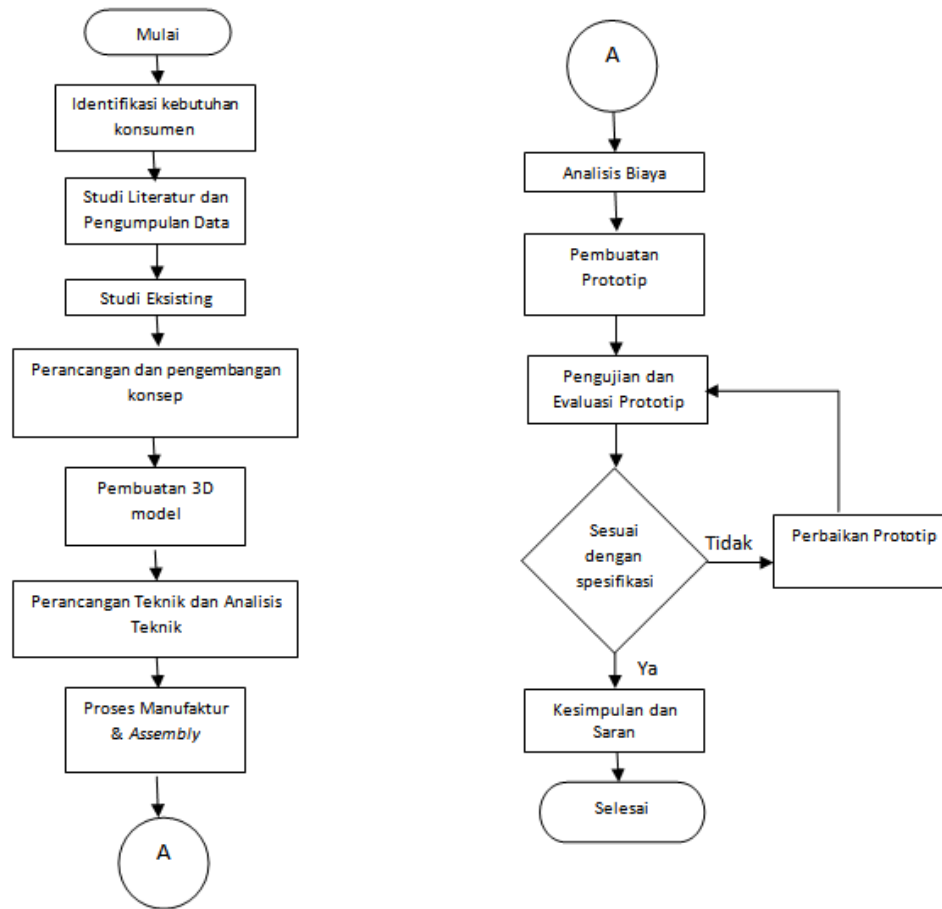 Mulai
Identifikasi kebutuhan
konsumen
Studi Literatur dan
Pengumpulan Data
Studi Eksisting
Perancangan dan pengembangan
konsep
Pembuatan 3D
model
Perancangan Teknik dan Analisis
Teknik
Proses Manufaktur
& Assembly
A
A
Analisis Biaya
Pembuatan
Prototip
Pengujian dan
Evaluasi Prototip
Sesuai
dengan
spesifikasi
Tidak
Perbaikan Prototip
Ya
Kesimpulan dan
Saran
Selesai